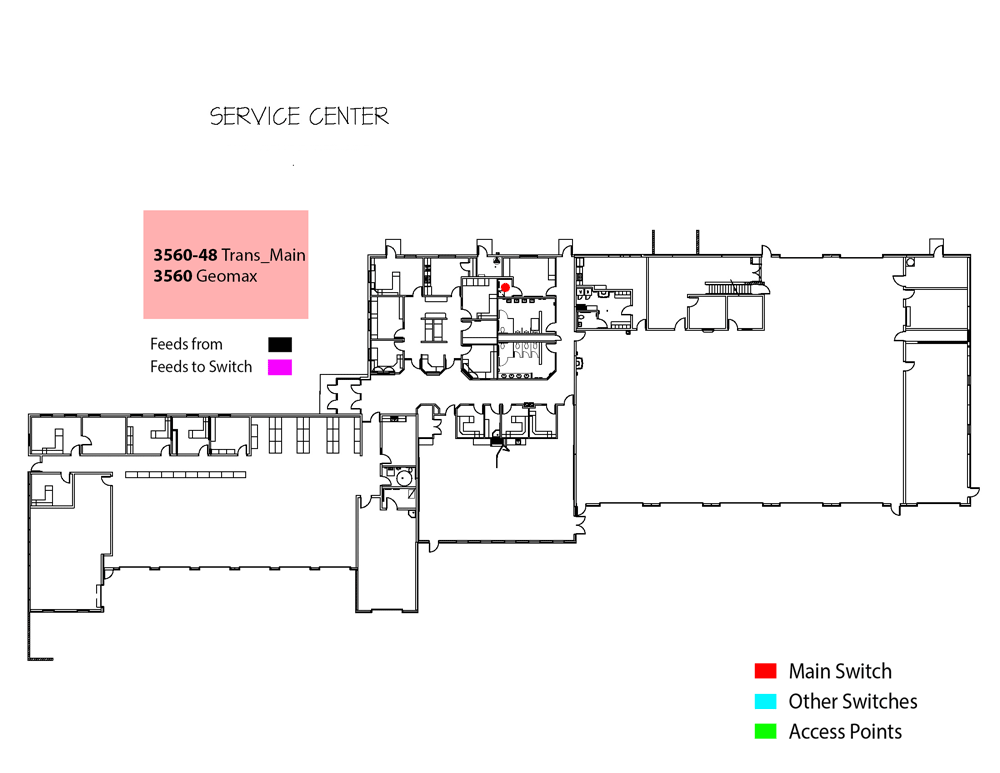 SERVICE CENTER
3560-48 Trans_Main
3560 Geomax
Feeds from
Feeds to Switch
Main Switch
Other Switches
Access Points